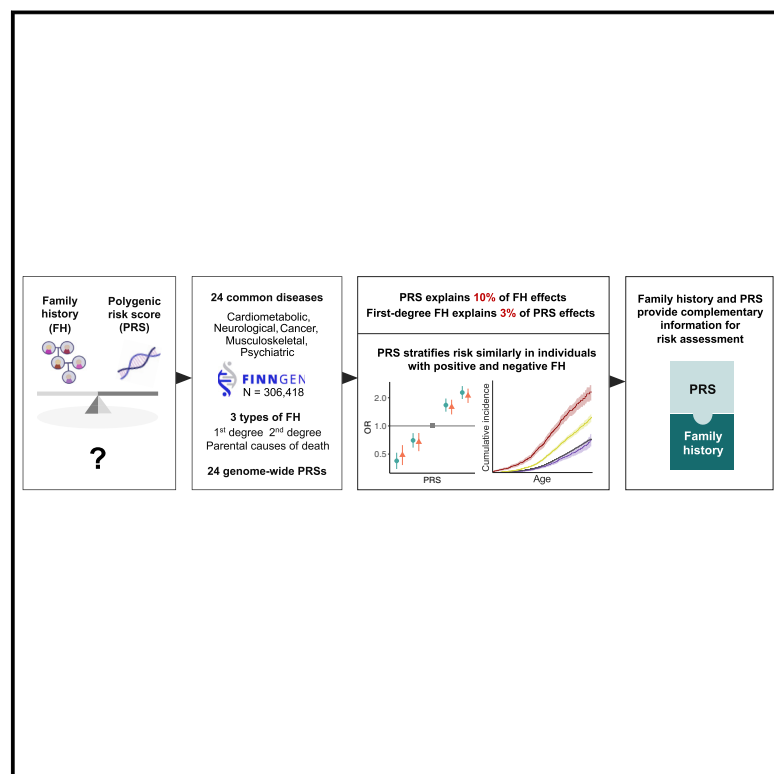 Family
history
(FH)
Polygenic
risk score
(PRS)
?
24 common diseases
Cardiometabolic,
Neurological, Cancer,
Musculoskeletal,
Psychiatric
FINNGEN
N = 306,418
3 types of FH
1st degree 2nd degree
Parental causes of death
24 genome-wide PRSs
PRS explains 10% of FH effects
First-degree FH explains 3% of PRS effects
PRS stratifies risk similarly in individuals
with positive and negative FH
OR
2.0
1.0
0.5
PRS
Cumulative incidence
Age
Family history and PRS
provide complementary
information for
risk assessment
PRS
Family
history